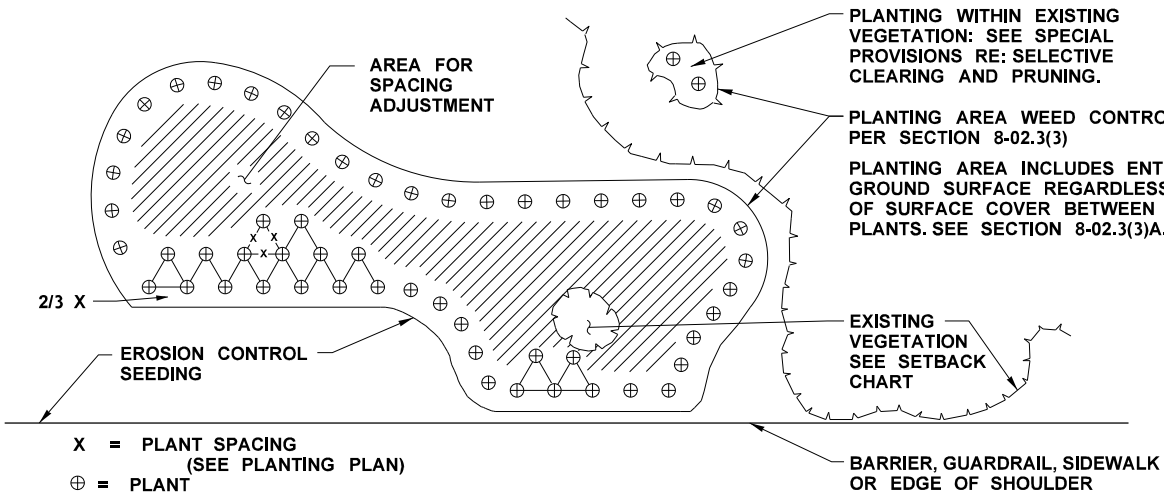 PLANTING WITHIN EXISTING
VEGETATION: SEE SPECIAL
PROVISIONS RE: SELECTIVE
CLEARING AND PRUNING.
AREA FOR
SPACING
ADJUSTMENT
PLANTING AREA WEED CONTRO
PER SECTION 8-02.3(3)
PLANTING AREA INCLUDES ENT
GROUND SURFACE REGARDLESS
OF SURFACE COVER BETWEEN
PLANTS. SEE SECTION 8-02.3(3)A.
X X
X
2/3 X
EROSION CONTROL
SEEDING
EXISTING
VEGETATION
SEE SETBACK
CHART
X = PLANT SPACING
(SEE PLANTING PLAN)
⊕ = PLANT
BARRIER, GUARDRAIL, SIDEWALK
OR EDGE OF SHOULDER